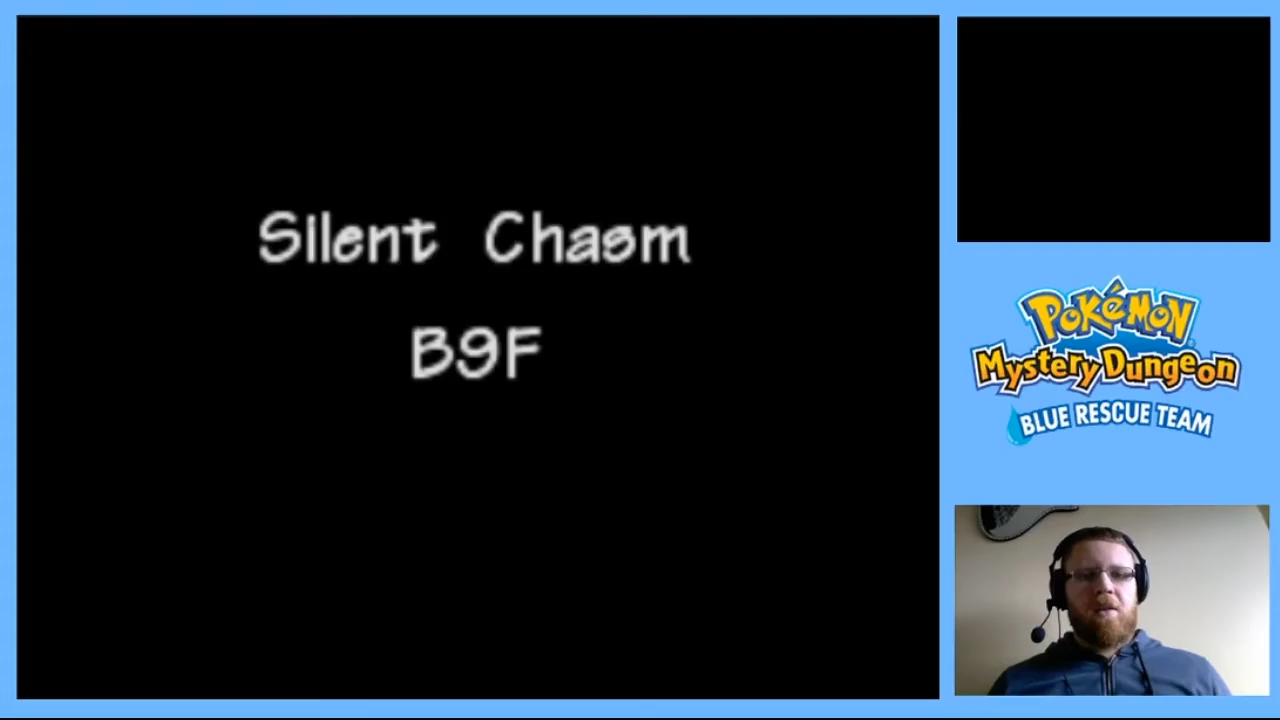 Silent Chasm
B9F
POKéMON
Mystery Dungeon
BLUE RESCUE TEAM